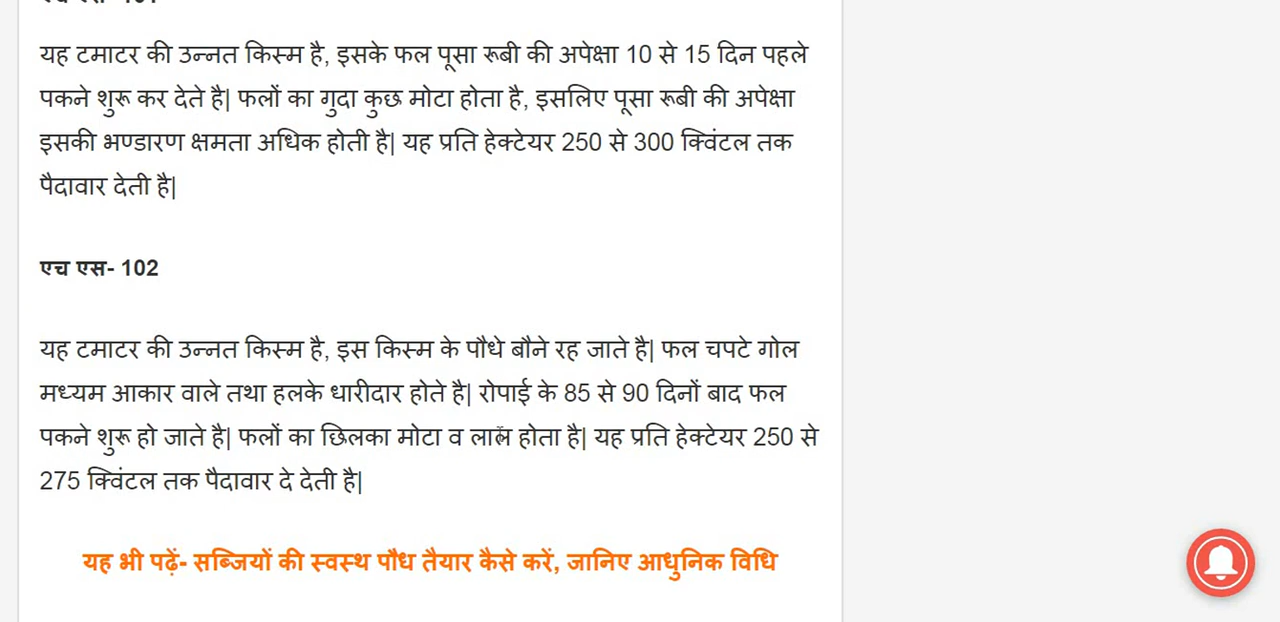 यह टमाटर की उन्नत किस्म है, इसके फल पूसा रूबी की अपेक्षा 10 से 15 दिन पहले
पकने शुरू कर देते है| फलों का गुदा कुछ मोटा होता है, इसलिए पूसा रूबी की अपेक्षा
इसकी भण्डारण क्षमता अधिक होती है| यह प्रति हेक्टेयर 250 से 300 क्विंटल तक
पैदावार देती है|
एच एस- 102
यह टमाटर की उन्नत किस्म है, इस किस्म के पौधे बौने रह जाते है| फल चपटे गोल
मध्यम आकार वाले तथा हलके धारीदार होते है| रोपाई के 85 से 90 दिनों बाद फल
पकने शुरू हो जाते है| फलों का छिलका मोटा व लाल होता है| यह प्रति हेक्टेयर 250 से
275 क्विंटल तक पैदावार दे देती है|
यह भी पढ़ें- सब्जियों की स्वस्थ पौध तैयार कैसे करें, जानिए आधुनिक विधि